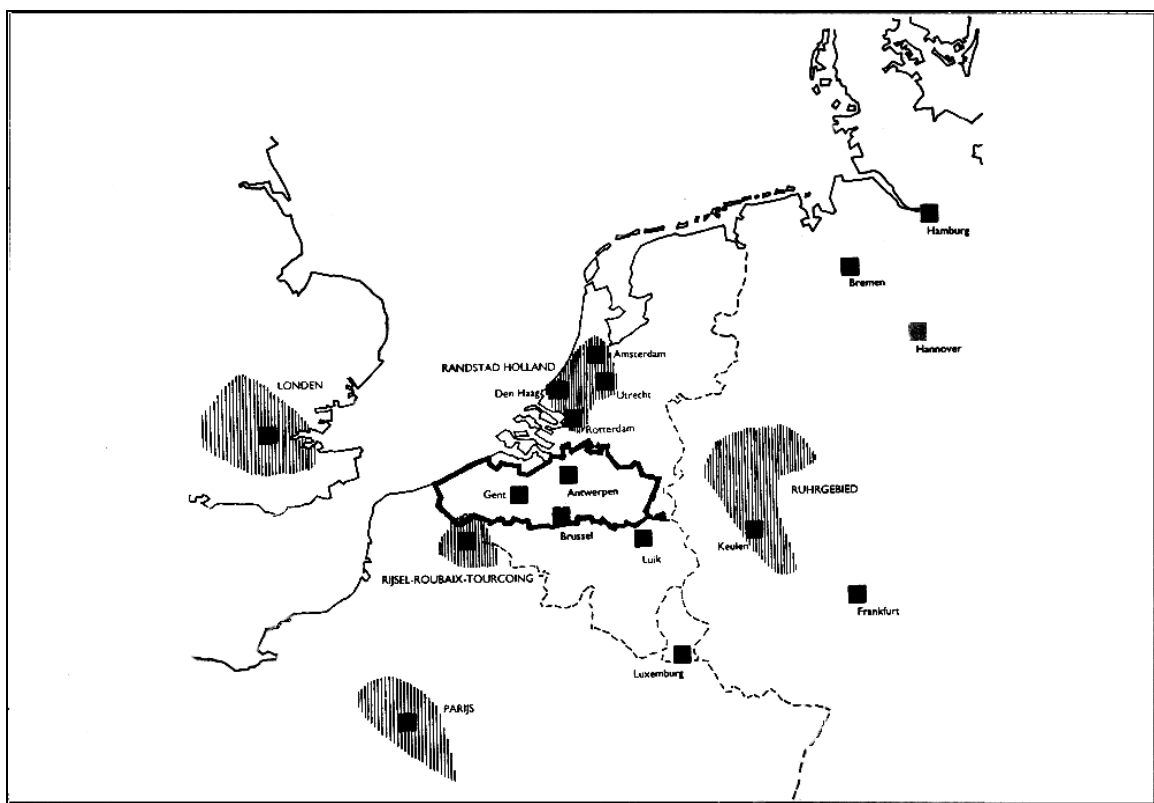 Hamburg
Bremen
Hannover
Amsterdam
RANDSTAD HOLLAND
LONDEN
Den Haag
Utrecht
Rotterdam
Gent
Antwerpen
RUHRGEBIED
Brussel
Keulen
Luik
RIJSEL-ROUBAIX-TOURCOING
Frankfurt
Luxemburg
PARIJS